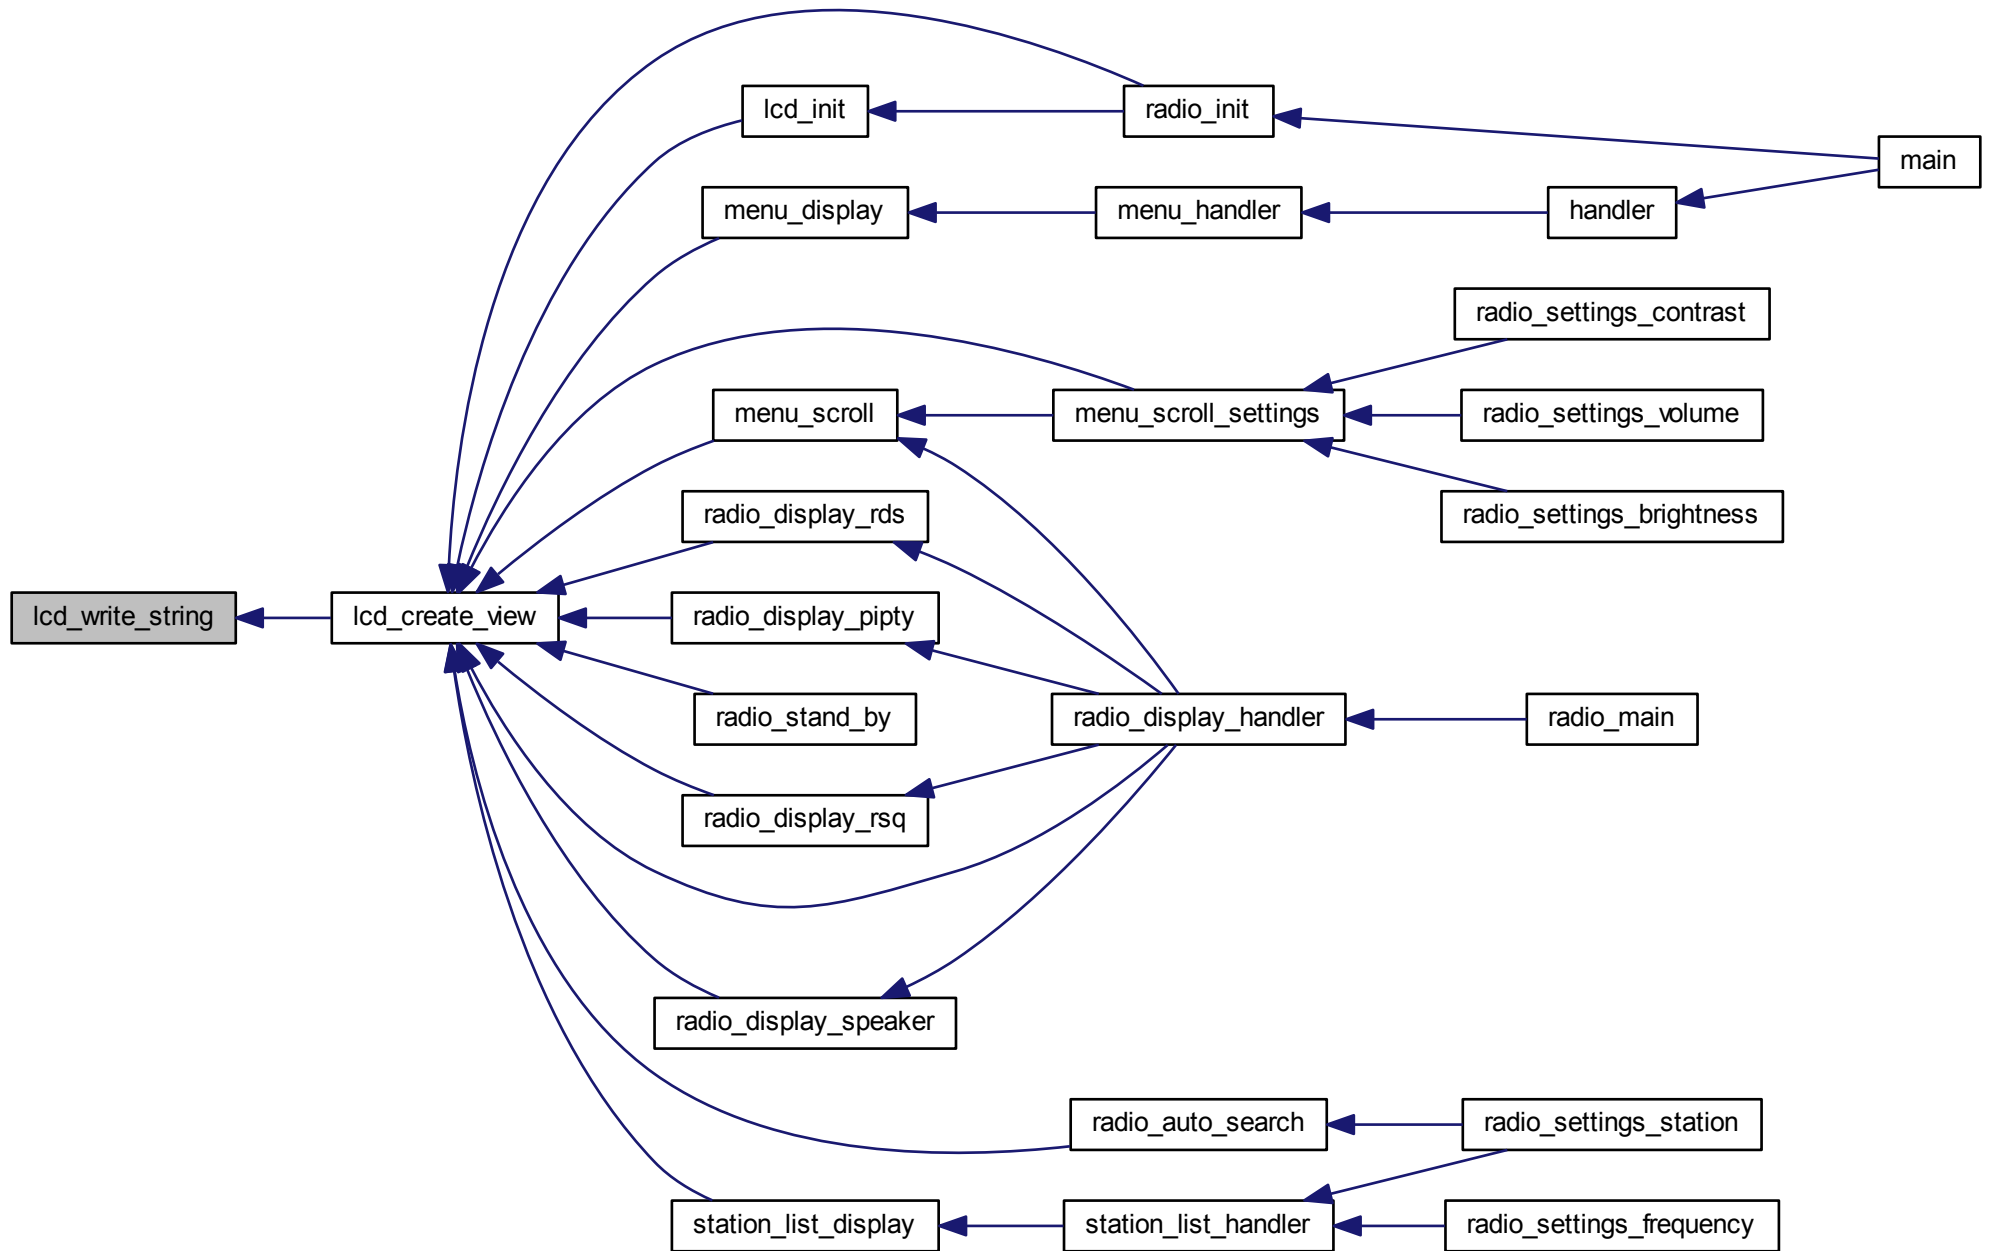 lcd_init
radio_init
main
menu_display
menu_handler
handler
radio_settings_contrast
menu_scroll
menu_scroll_settings
radio_settings_volume
radio_display_rds
radio_settings_brightness
lcd_write_string
lcd_create_view
radio_display_pipty
radio_stand_by
radio_display_handler
radio_main
radio_display_rsq
radio_display_speaker
radio_auto_search
radio_settings_station
station_list_display
station_list_handler
radio_settings_frequency